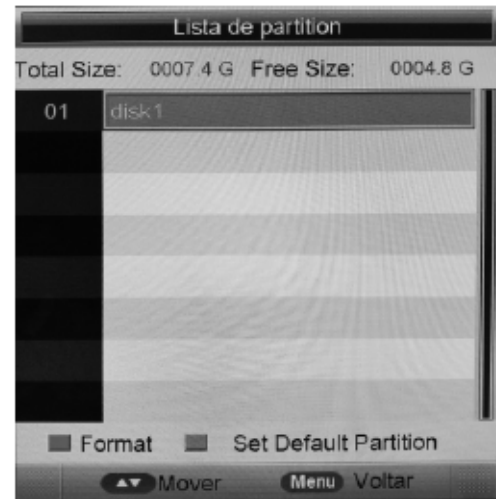 Lista de partition
Total Size: 0007.4 G Free Size: 0004.8 G
01 disk1
Format Set Default Partition
Mover Menu Voltar